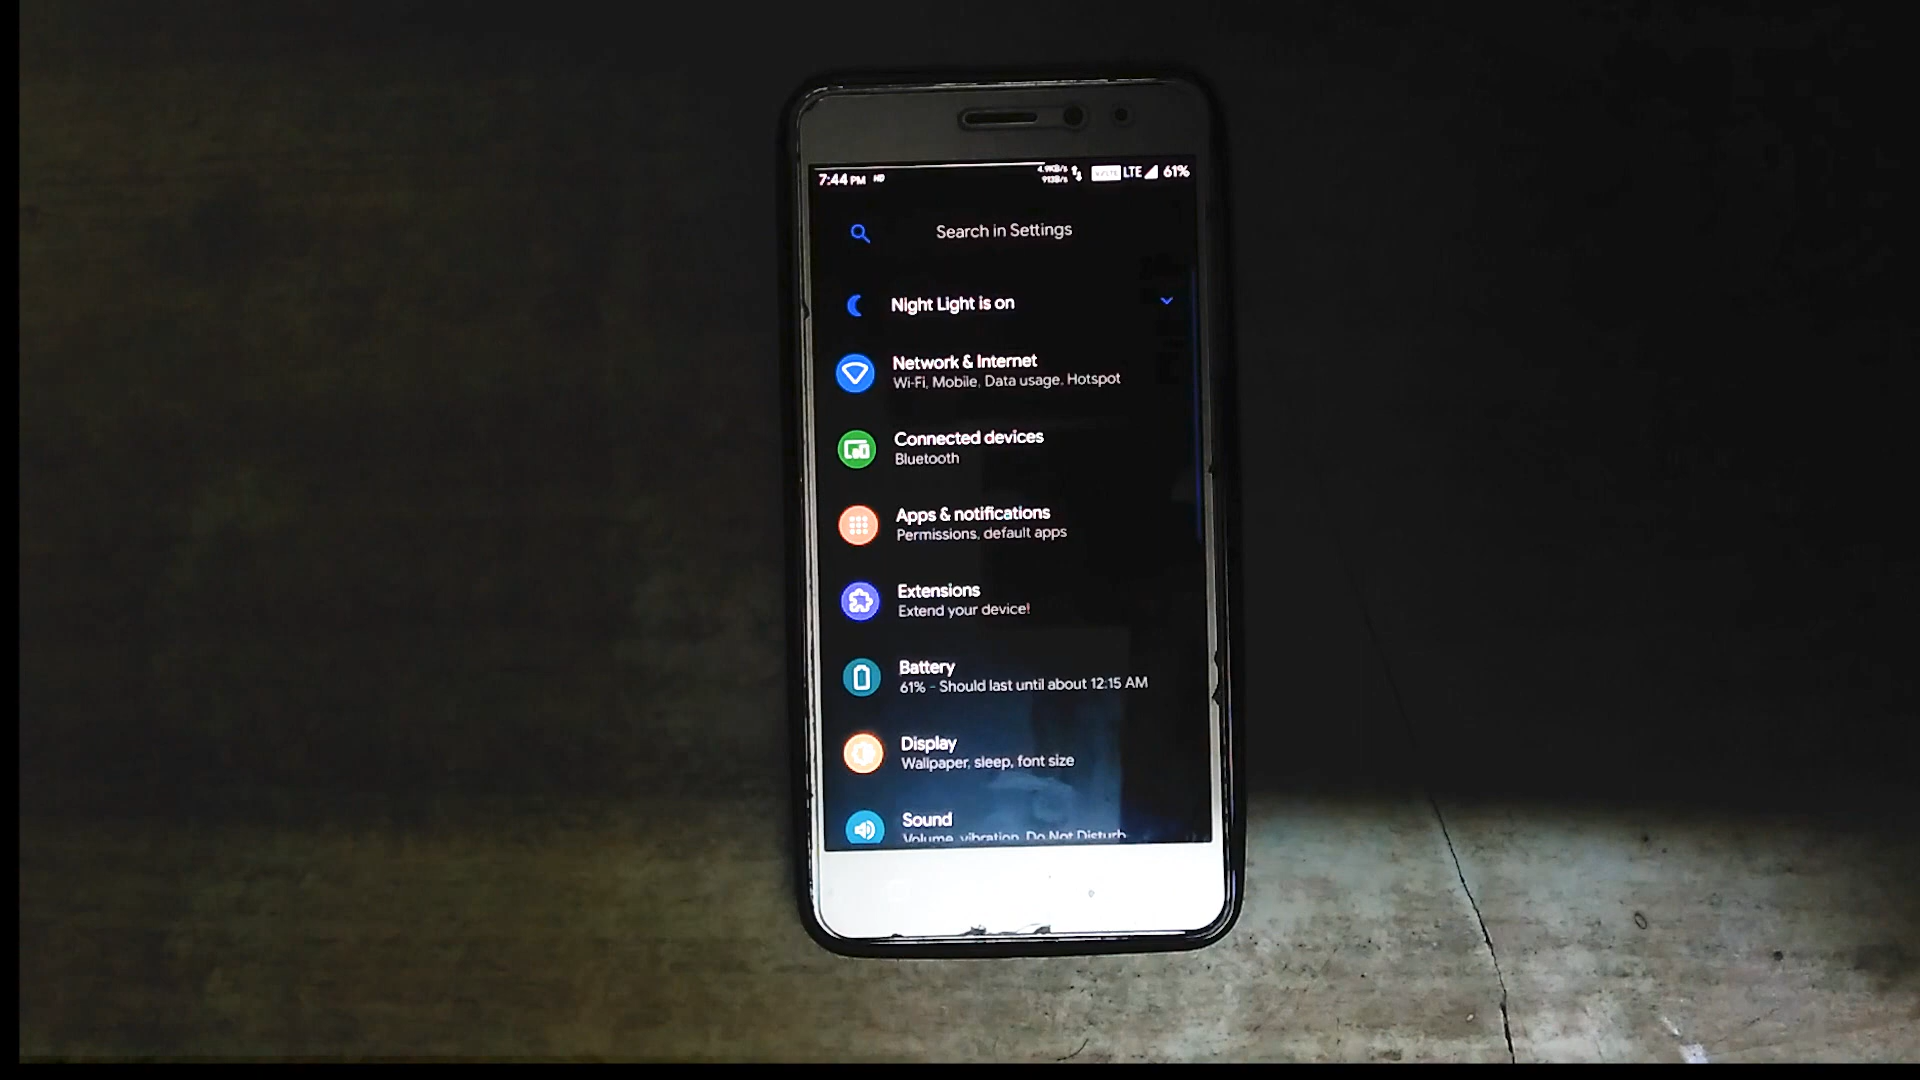 7:44 PM HD LTE 61%
Search in Settings
Night Light is on
Network & Internet
Wi-Fi, Mobile, Data usage, Hotspot
Connected devices
Bluetooth
Apps & notifications
Permissions, default apps
Extensions
Extend your device!
Battery
61% - Should last until about 12:15 AM
Display
Wallpaper, sleep, font size
Sound
Volume, vibration, Do Not Disturb